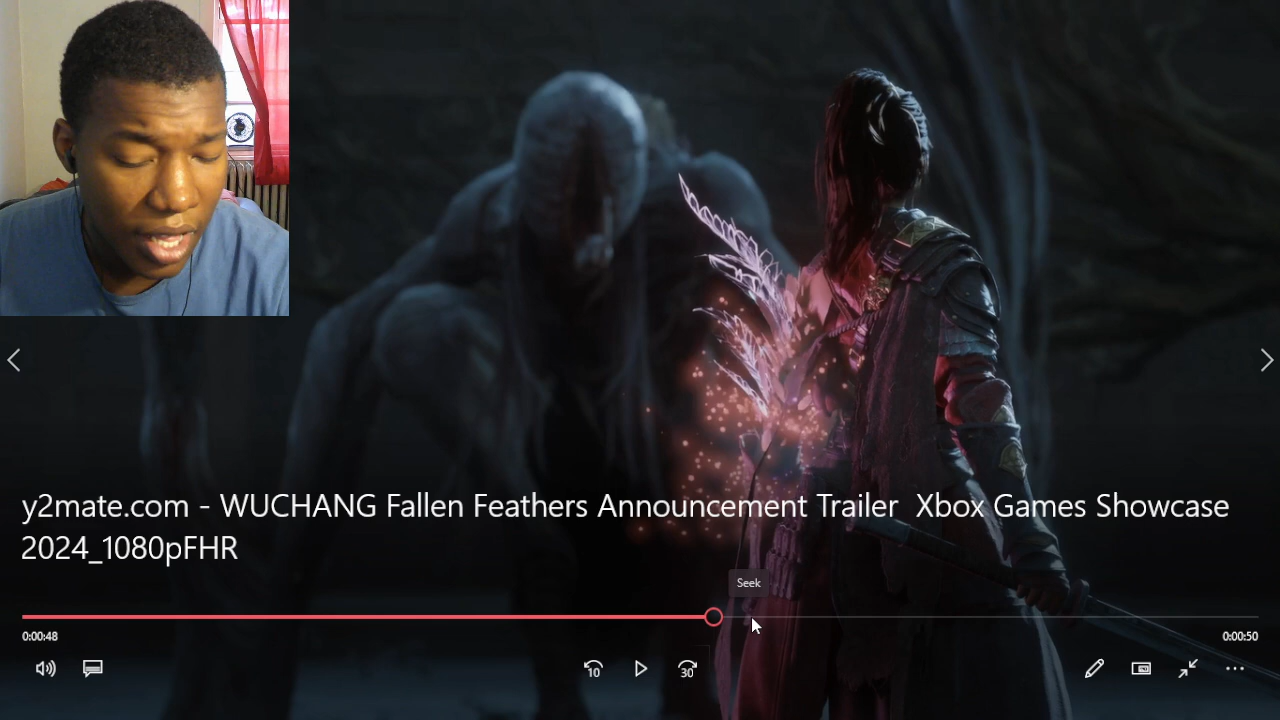 y2mate.com - WUCHANG Fallen Feathers Announcement Trailer  Xbox Games Showcase
2024_1080pFHR
Seek
0:00:48
0:00:50
10
30